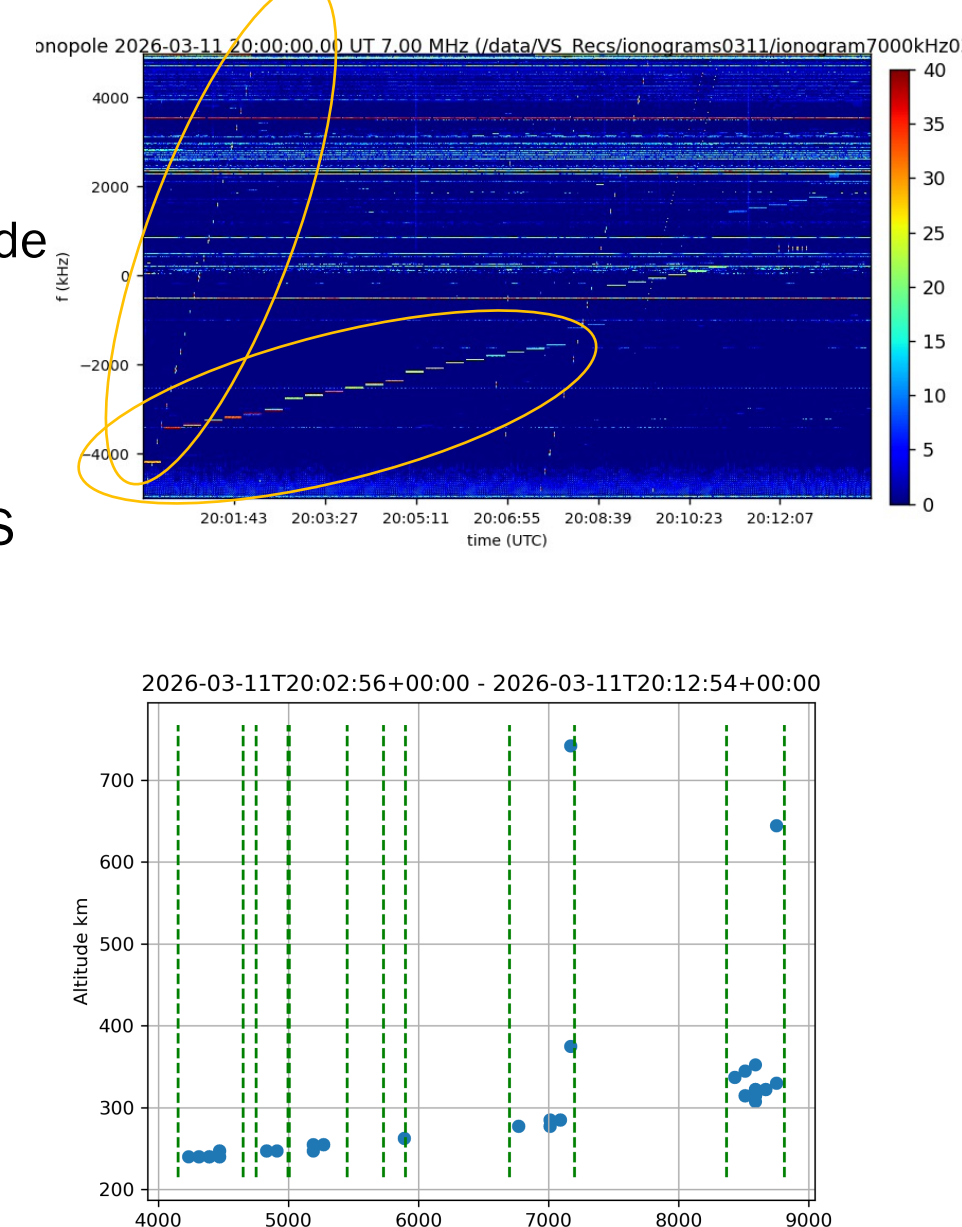 onopole 2026-03-11 20:00:00.00 UT 7.00 MHz (/data/VS_Recs/ionograms0311/ionogram7000kHz0
40
35
30
25
20
15
10
5
0
4000
2000
0
−2000
−4000
f (kHz)
de
S
20:01:43 20:03:27 20:05:11 20:06:55 20:08:39 20:10:23 20:12:07
time (UTC)
2026-03-11T20:02:56+00:00 - 2026-03-11T20:12:54+00:00
700
600
500
400
300
200
Altitude km
4000 5000 6000 7000 8000 9000